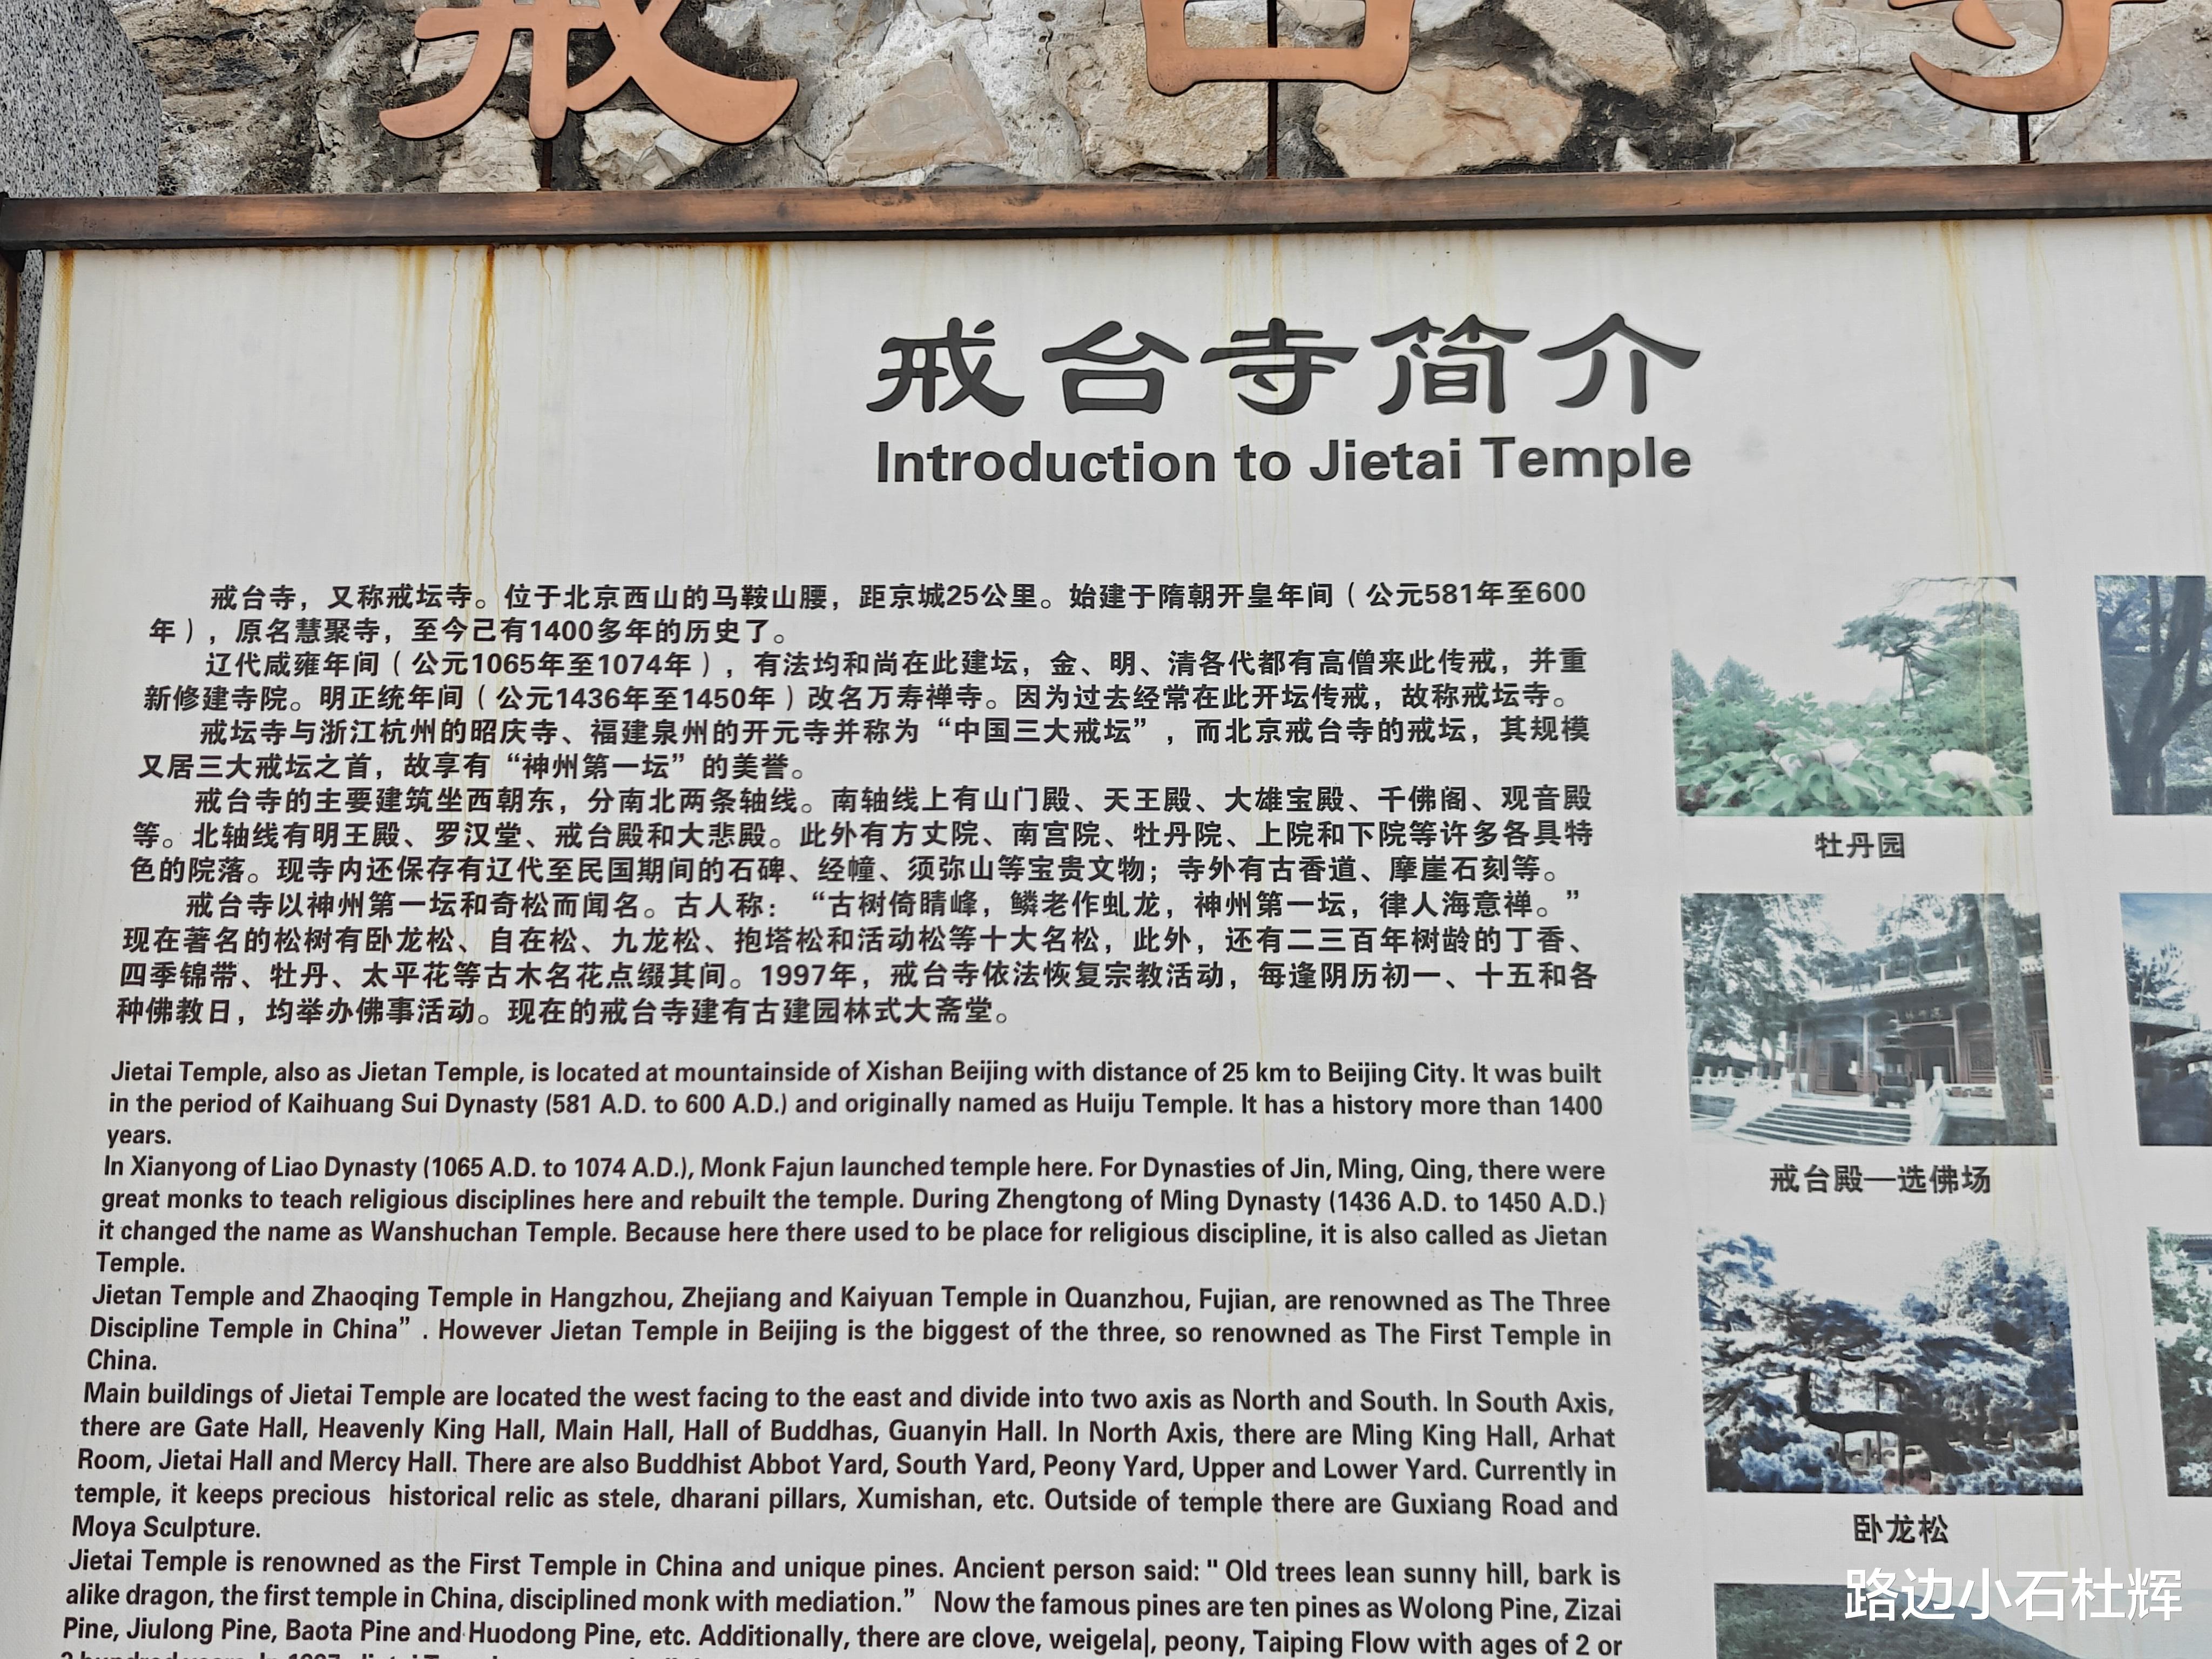 戒台寺
戒台寺简介
Introduction to Jietai Temple
戒台寺，又称戒坛寺。位于北京西山的马鞍山腰，距京城25公里。始建于隋朝开皇年间（公元581年至600
年），原名慧聚寺，至今己有1400多年的历史了。
辽代咸雍年间（公元1065年至1074年），有法均和尚在此建坛，金、明、清各代都有高僧来此传戒，并重
新修建寺院。明正统年间（公元1436年至1450年）改名万寿禅寺。因为过去经常在此开坛传戒，故称戒坛寺。
戒坛寺与浙江杭州的昭庆寺、福建泉州的开元寺并称为“中国三大戒坛”，而北京戒台寺的戒坛，其规模
又居三大戒坛之首，故享有“神州第一坛”的美誉。
戒台寺的主要建筑坐西朝东，分南北两条轴线。南轴线上有山门殿、天王殿、大雄宝殿、千佛阁、观音殿
等。北轴线有明王殿、罗汉堂、戒台殿和大悲殿。此外有方丈院、南宫院、牡丹院、上院和下院等许多各具特
色的院落。现寺内还保存有辽代至民国期间的石碑、经幢、须弥山等宝贵文物；寺外有古香道、摩崖石刻等。
戒台寺以神州第一坛和奇松而闻名。古人称：“古树倚晴峰，鳞老作虬龙，神州第一坛，律人海意禅。”
现在著名的松树有卧龙松、自在松、九龙松、抱塔松和活动松等十大名松，此外，还有二三百年树龄的丁香、
四季锦带、牡丹、太平花等古木名花点缀其间。1997年，戒台寺依法恢复宗教活动，每逢阴历初一、十五和各
种佛教日，均举办佛事活动。现在的戒台寺建有古建园林式大斋堂。
Jietai Temple, also as Jietan Temple, is located at mountainside of Xishan Beijing with distance of 25 km to Beijing City. It was built
in the period of Kaihuang Sui Dynasty (581 A.D. to 600 A.D.) and originally named as Huiju Temple. It has a history more than 1400
years.
In Xianyong of Liao Dynasty (1065 A.D. to 1074 A.D.), Monk Fajun launched temple here. For Dynasties of Jin, Ming, Qing, there were
great monks to teach religious disciplines here and rebuilt the temple. During Zhengtong of Ming Dynasty (1436 A.D. to 1450 A.D.)
it changed the name as Wanshuchan Temple. Because here there used to be place for religious discipline, it is also called as Jietan
Temple.
Jietan Temple and Zhaoqing Temple in Hangzhou, Zhejiang and Kaiyuan Temple in Quanzhou, Fujian, are renowned as The Three
Discipline Temple in China” . However Jietan Temple in Beijing is the biggest of the three, so renowned as The First Temple in
China.
Main buildings of Jietai Temple are located the west facing to the east and divide into two axis as North and South. In South Axis,
there are Gate Hall, Heavenly King Hall, Main Hall, Hall of Buddhas, Guanyin Hall. In North Axis, there are Ming King Hall, Arhat
Room, Jietai Hall and Mercy Hall. There are also Buddhist Abbot Yard, South Yard, Peony Yard, Upper and Lower Yard. Currently in
temple, it keeps precious historical relic as stele, dharani pillars, Xumishan, etc. Outside of temple there are Guxiang Road and
Moya Sculpture.
Jietai Temple is renowned as the First Temple in China and unique pines. Ancient person said: " Old trees lean sunny hill, bark is
alike dragon, the first temple in China, disciplined monk with mediation.” Now the famous pines are ten pines as Wolong Pine, Zizai
Pine, Jiulong Pine, Baota Pine and Huodong Pine, etc. Additionally, there are clove, weigela|, peony, Taiping Flow with ages of 2 or
牡丹园
戒台殿—选佛场
卧龙松
路边小石杜辉